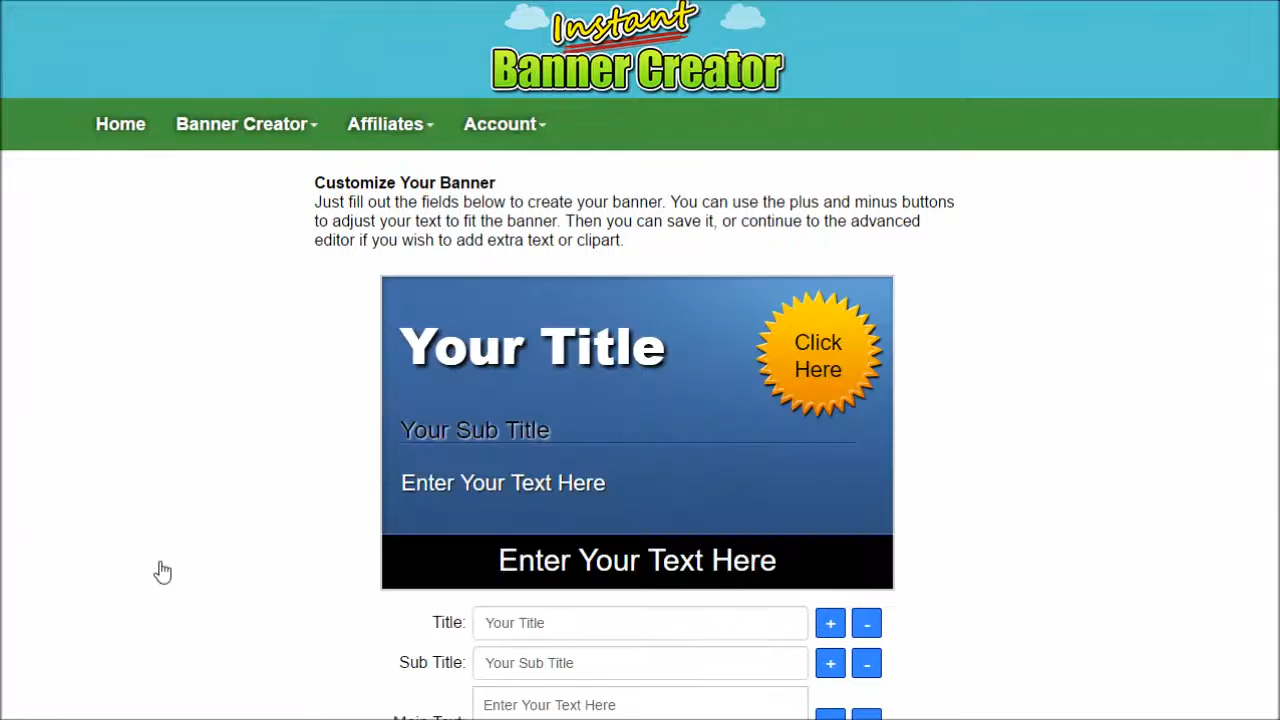 Instant
Banner Creator
Home Banner Creator Affiliates Account
Customize Your Banner
Just fill out the fields below to create your banner. You can use the plus and minus buttons
to adjust your text to fit the banner. Then you can save it, or continue to the advanced
editor if you wish to add extra text or clipart.
Your Title
Click
Here
Your Sub Title
Enter Your Text Here
Enter Your Text Here
Title: Your Title + -
Sub Title: Your Sub Title + -
Enter Your Text Here
Main Text: